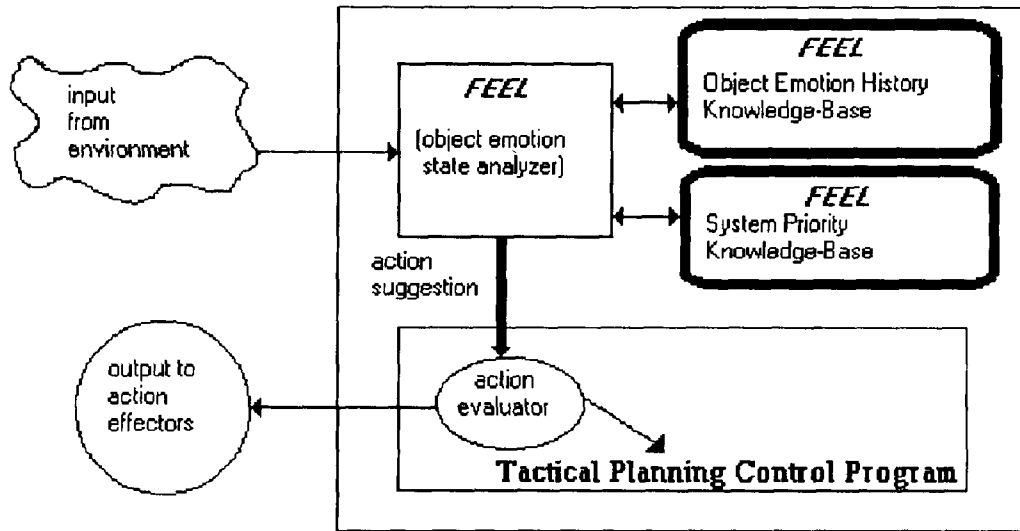 input
from
environment
FEEL
(object emotion
state analyzer)
FEEL
Object Emotion History
Knowledge-Base
FEEL
System Priority
Knowledge-Base
action
suggestion
output to
action
effectors
action
evaluator
Tactical Planning Control Program